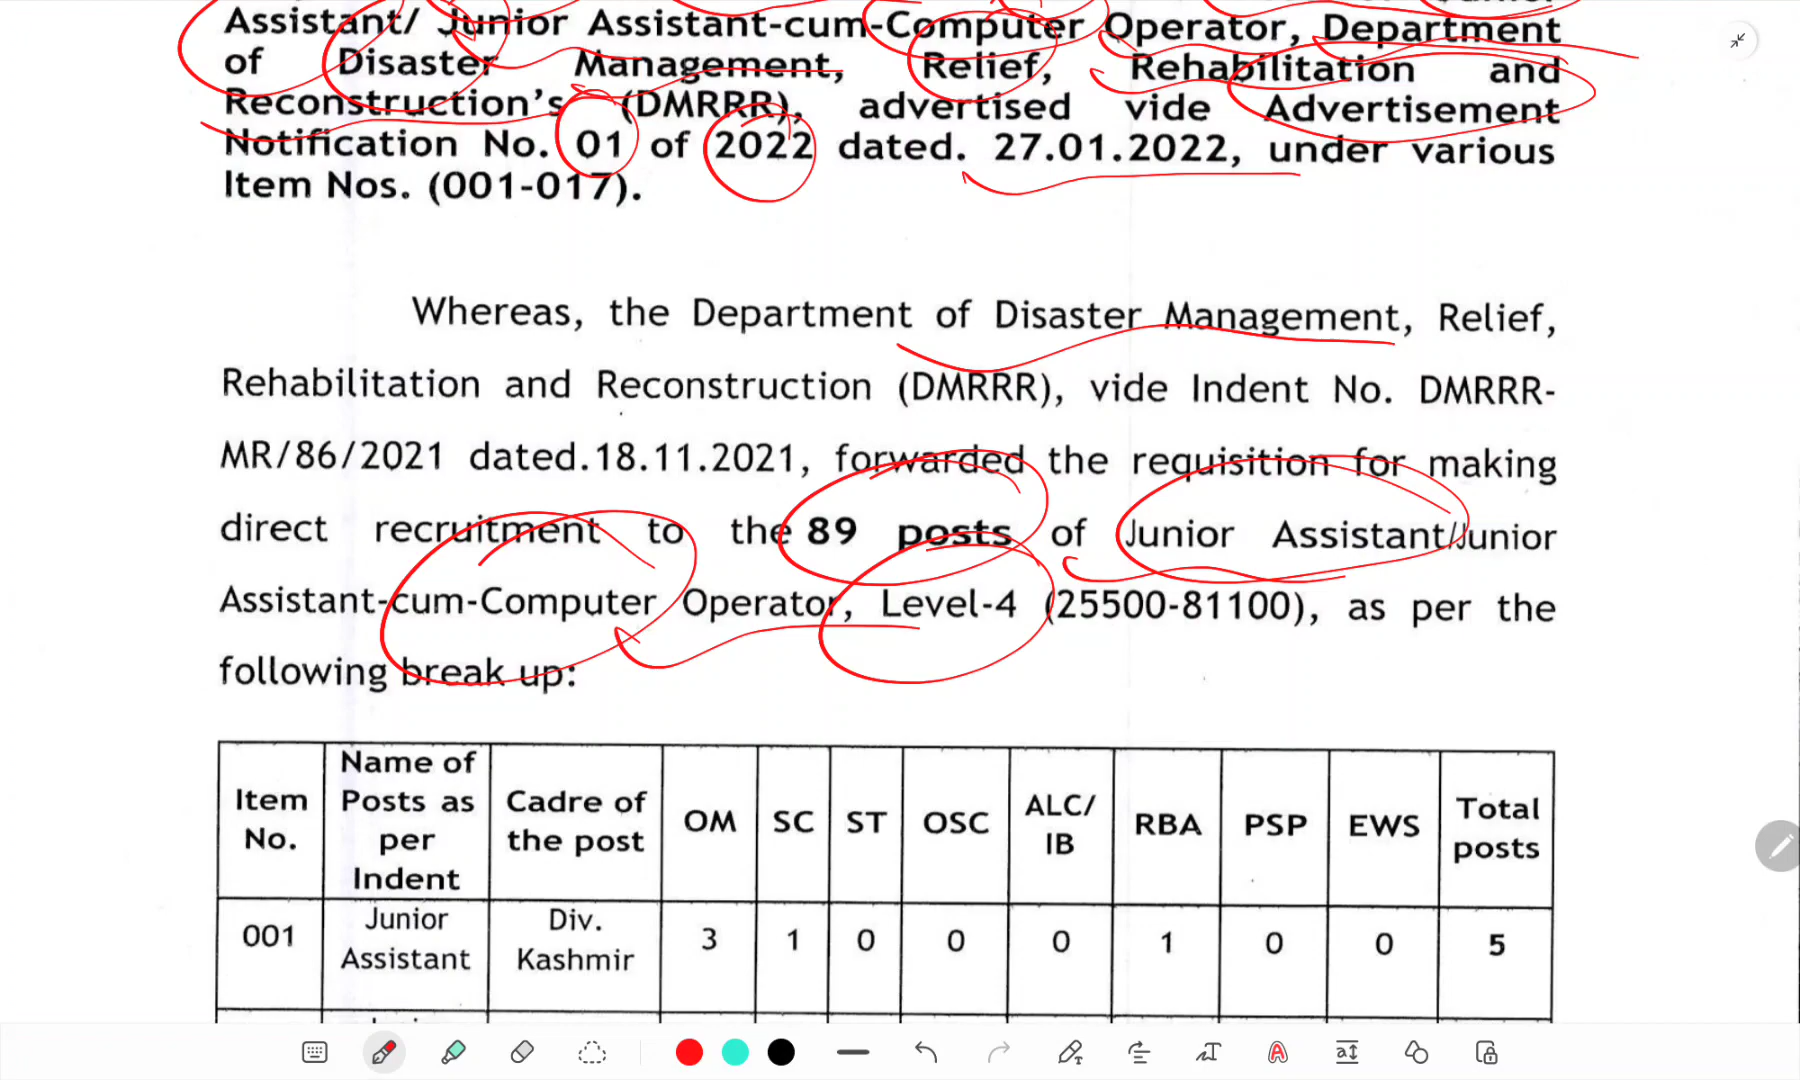 Assistant/ Junior Assistant-cum-Computer Operator, Department
of Disaster Management, Relief, Rehabilitation and
Reconstruction's (DMRRR), advertised vide Advertisement
Notification No. 01 of 2022 dated. 27.01.2022, under various
Item Nos. (001-017).
Whereas, the Department of Disaster Management, Relief,
Rehabilitation and Reconstruction (DMRRR), vide Indent No. DMRRR-
MR/86/2021 dated.18.11.2021, forwarded the requisition for making
direct recruitment to the 89 posts of Junior Assistant/Junior
Assistant-cum-Computer Operator, Level-4 (25500-81100), as per the
following break up:
Item No. Name of Posts as per Indent Cadre of the post OM SC ST OSC ALC/ IB RBA PSP EWS Total posts
001 Junior Assistant Div. Kashmir 3 1 0 0 0 1 0 0 5